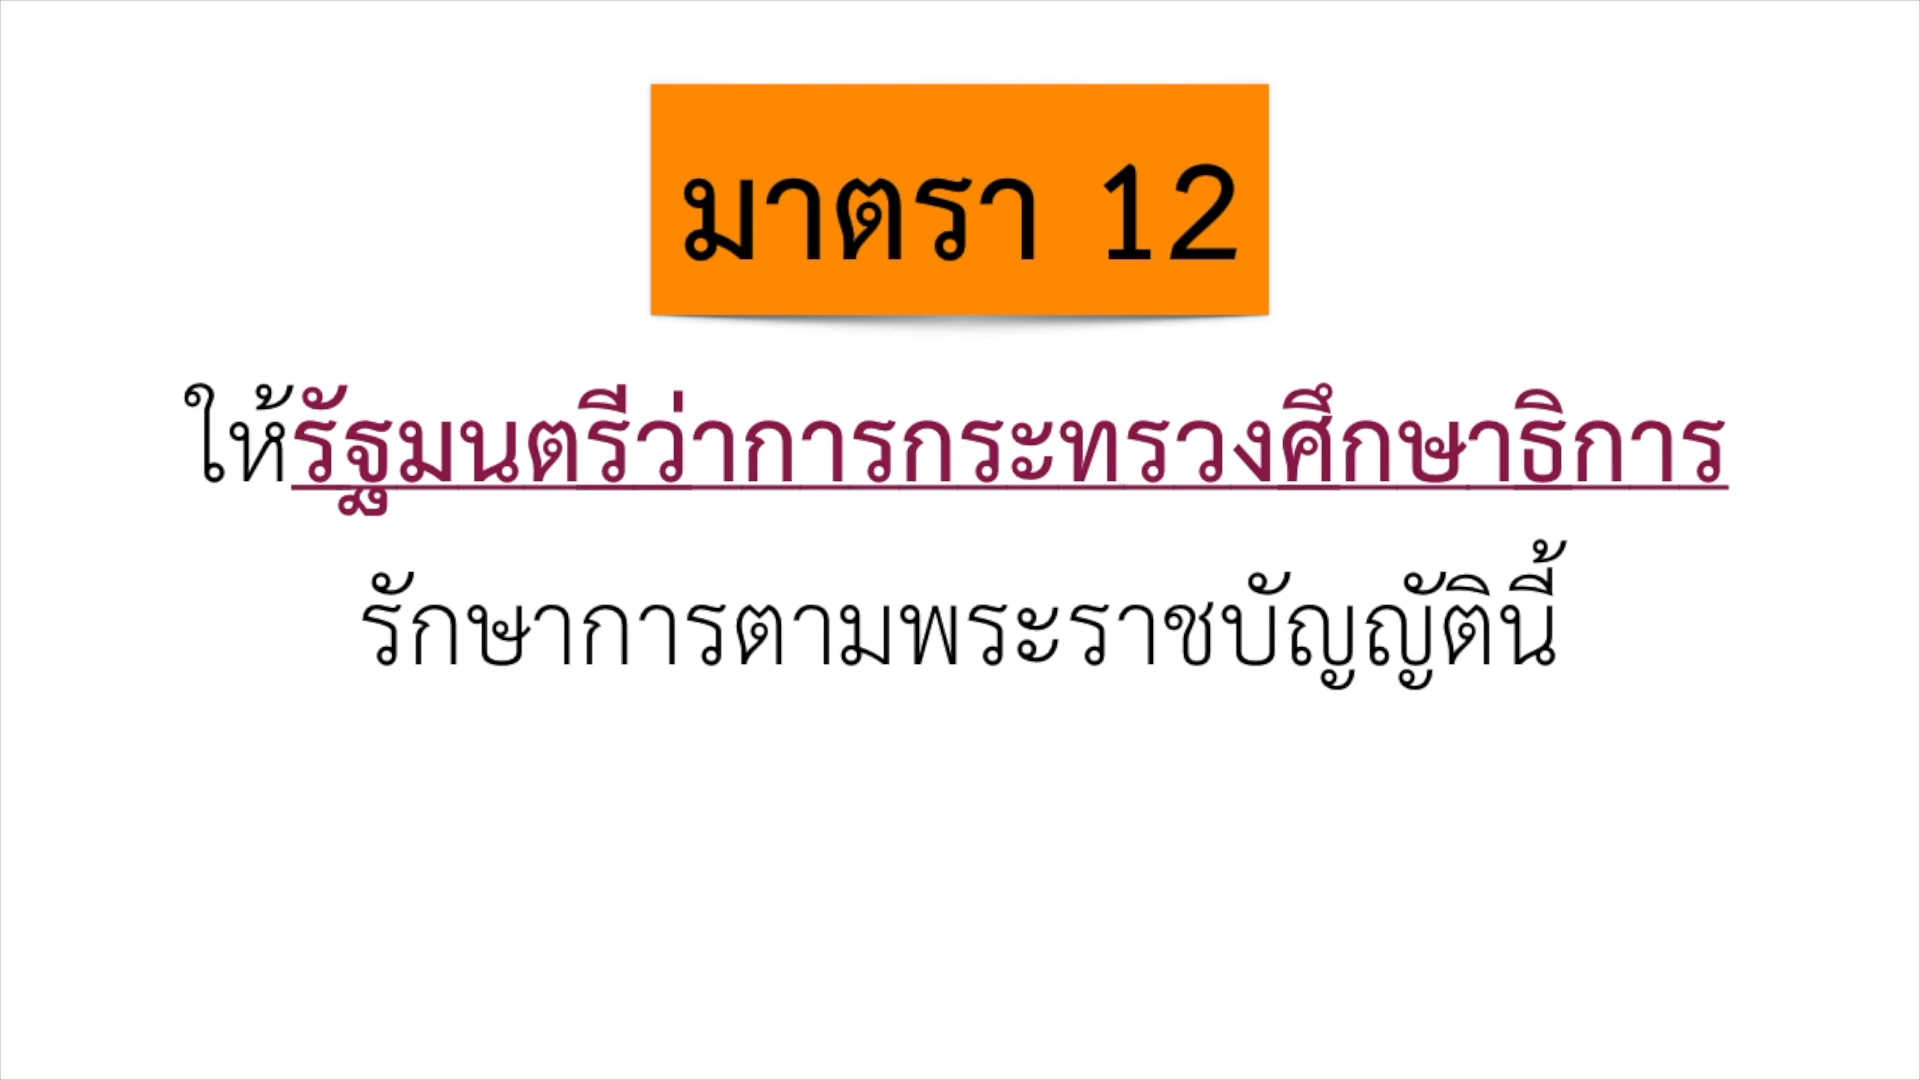 มาตรา 12
ให้รัฐมนตรีว่าการกระทรวงศึกษาธิการ
รักษาการตามพระราชบัญญัตินี้